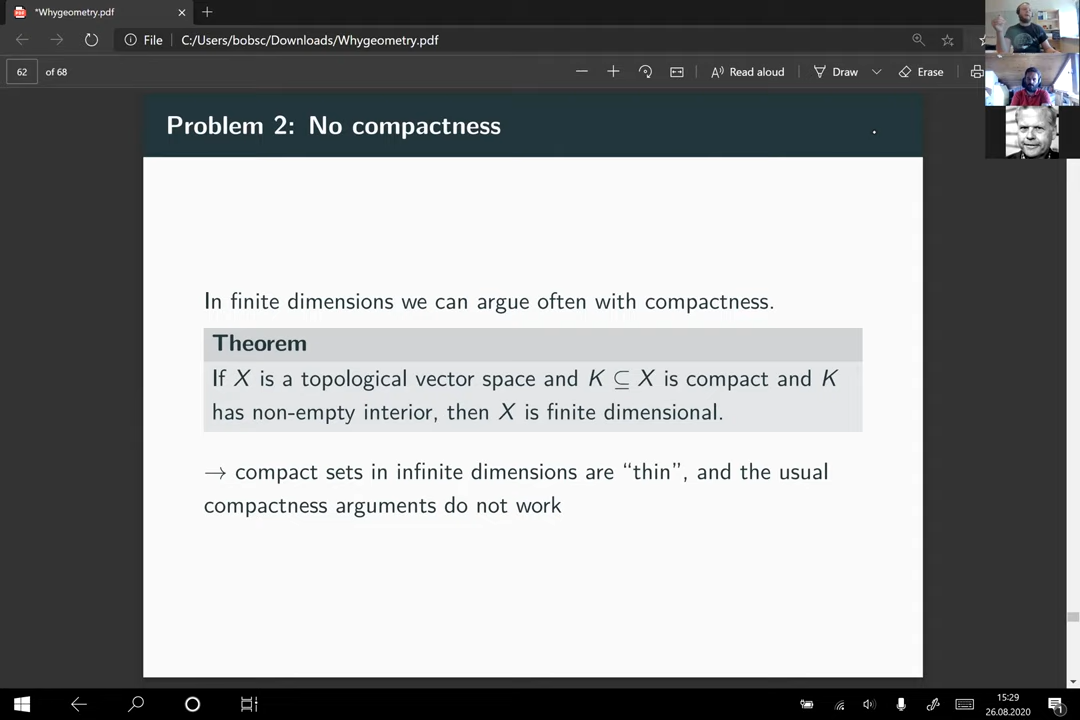 *Whygeometry.pdf
File C:/Users/bobsc/Downloads/Whygeometry.pdf
62 of 68 Read aloud Draw Erase
Problem 2: No compactness
In finite dimensions we can argue often with compactness.
Theorem
If X is a topological vector space and K ⊆ X is compact and K
has non-empty interior, then X is finite dimensional.
→ compact sets in infinite dimensions are “thin”, and the usual
compactness arguments do not work
15:29
26.08.2020